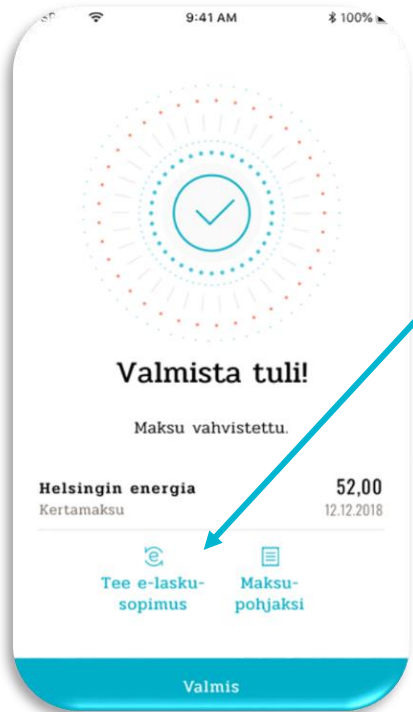 9:41 AM
100%
Valmista tuli!
Maksu vahvistettu.
Helsingin energia 52,00
Kertamaksu 12.12.2018
Tee e-lasku- Maksu-
sopimus pohjaksi
Valmis